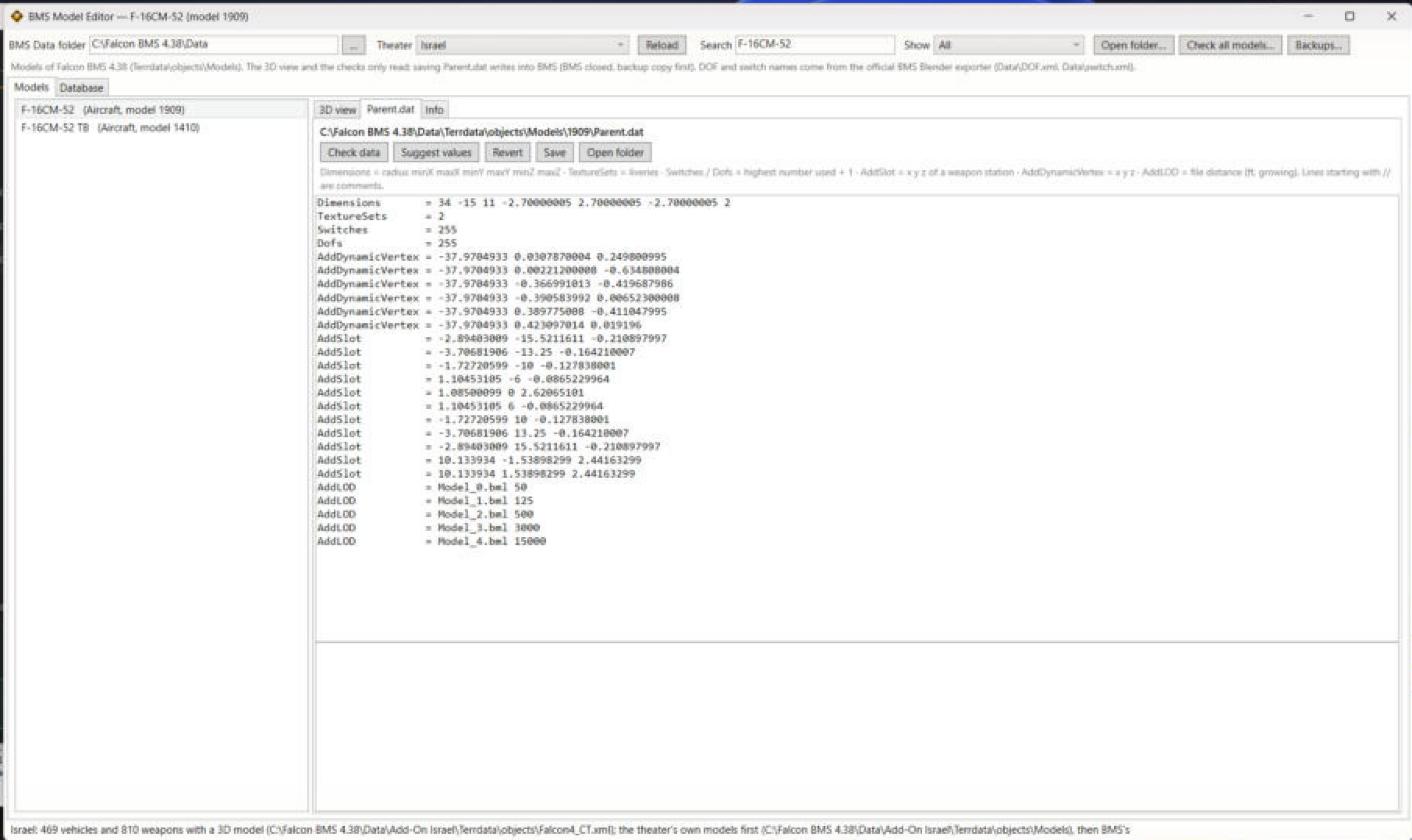 BMS Model Editor — F-16CM-52 (model 1909)
BMS Data folder C:\Falcon BMS 4.38\Data ... Theater Israel Reload Search F-16CM-52 Show All Open folder... Check all models... Backups...
Models of Falcon BMS 4.38 (Terrdata\objects\Models). The 3D view and the checks only read; saving Parent.dat writes into BMS (BMS closed, backup copy first). DOF and switch names come from the official BMS Blender exporter (Data\DOF.xml, Data\switch.xml).
Models Database
F-16CM-52 (Aircraft, model 1909)
F-16CM-52 TB (Aircraft, model 1410)
3D view Parent.dat Info
C:\Falcon BMS 4.38\Data\Terrdata\objects\Models\1909\Parent.dat
Check data Suggest values Revert Save Open folder
Dimensions = radius minX maxX minY maxY minZ maxZ · TextureSets = liveries · Switches / Dofs = highest number used + 1 · AddSlot = x y z of a weapon station · AddDynamicVertex = x y z · AddLOD = file distance (ft, growing). Lines starting with //
are comments.
Dimensions = 34 -15 11 -2.70000005 2.70000005 -2.70000005 2
TextureSets = 2
Switches = 255
Dofs = 255
AddDynamicVertex = -37.9704933 0.0307870004 0.249800995
AddDynamicVertex = -37.9704933 0.00221200008 -0.634808004
AddDynamicVertex = -37.9704933 -0.366991013 -0.419687986
AddDynamicVertex = -37.9704933 -0.390583992 0.00652300008
AddDynamicVertex = -37.9704933 0.389775008 -0.411047995
AddDynamicVertex = -37.9704933 0.423097014 0.019196
AddSlot = -2.89403009 -15.5211611 -0.210897997
AddSlot = -3.70681906 -13.25 -0.164210007
AddSlot = -1.72720599 -10 -0.127838001
AddSlot = 1.10453105 -6 -0.0865229964
AddSlot = 1.08500099 0 2.62065101
AddSlot = 1.10453105 6 -0.0865229964
AddSlot = -1.72720599 10 -0.127838001
AddSlot = -3.70681906 13.25 -0.164210007
AddSlot = -2.89403009 15.5211611 -0.210897997
AddSlot = 10.133934 -1.53898299 2.44163299
AddSlot = 10.133934 1.53898299 2.44163299
AddLOD = Model_0.bml 50
AddLOD = Model_1.bml 125
AddLOD = Model_2.bml 500
AddLOD = Model_3.bml 3000
AddLOD = Model_4.bml 15000
Israel: 469 vehicles and 810 weapons with a 3D model (C:\Falcon BMS 4.38\Data\Add-On Israel\Terrdata\objects\Falcon4_CT.xml); the theater's own models first (C:\Falcon BMS 4.38\Data\Add-On Israel\Terrdata\objects\Models), then BMS's